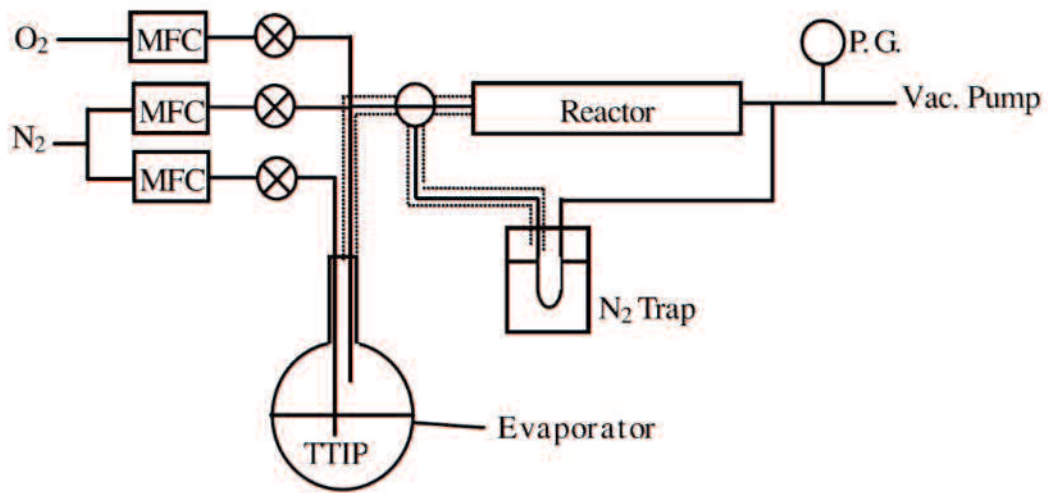 O₂
MFC
P. G.
MFC
Reactor
Vac. Pump
N₂
MFC
N₂ Trap
Evaporator
TTIP